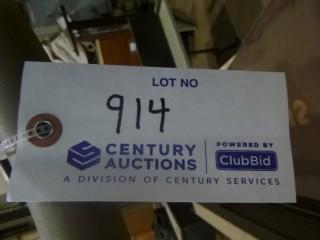 LOT NO
914
CENTURY AUCTIONS
POWERED BY
ClubBid
A DIVISION OF CENTURY SERVICES